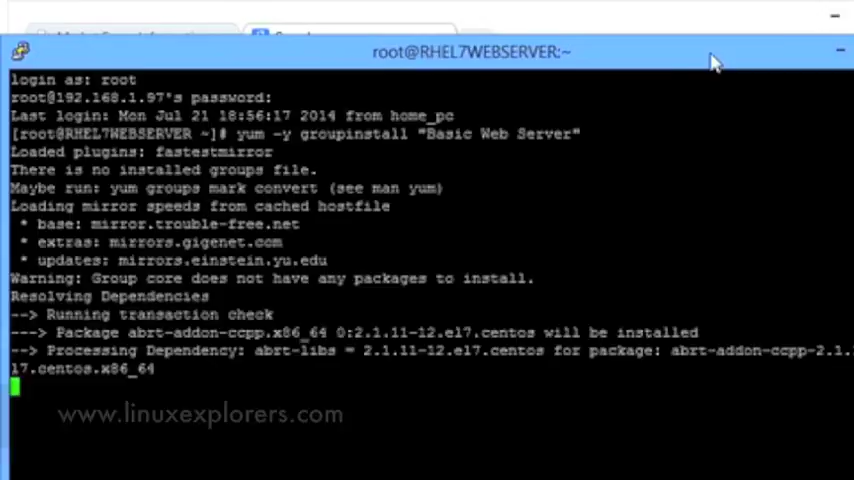 root@RHEL7WEBSERVER:~
login as: root
root@192.168.1.97's password:
Last login: Mon Jul 21 18:56:17 2014 from home_pc
[root@RHEL7WEBSERVER ~]# yum -y groupinstall "Basic Web Server"
Loaded plugins: fastestmirror
There is no installed groups file.
Maybe run: yum groups mark convert (see man yum)
Loading mirror speeds from cached hostfile
* base: mirror.trouble-free.net
* extras: mirrors.gigenet.com
* updates: mirrors.einstein.yu.edu
Warning: Group core does not have any packages to install.
Resolving Dependencies
--> Running transaction check
---> Package abrt-addon-ccpp.x86_64 0:2.1.11-12.el7.centos will be installed
--> Processing Dependency: abrt-libs = 2.1.11-12.el7.centos for package: abrt-addon-ccpp-2.1.
l7.centos.x86_64
www.linuxexplorers.com